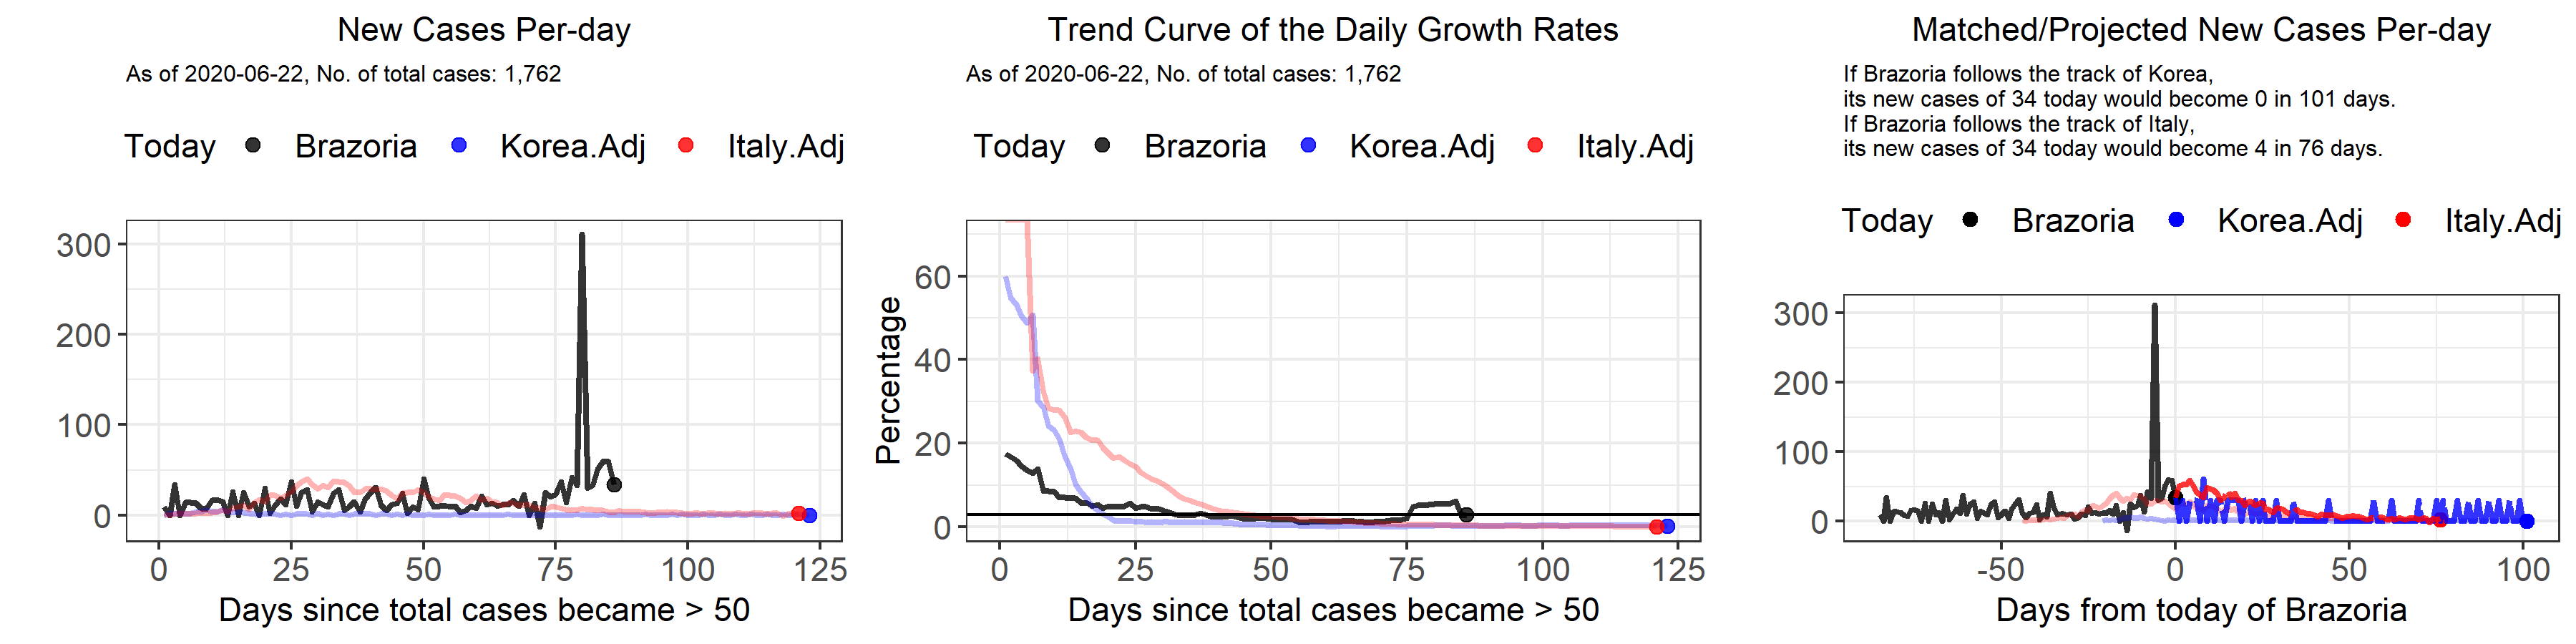 New Cases Per-day
As of 2020-06-22, No. of total cases: 1,762
Today Brazoria Korea.Adj Italy.Adj
300
200
100
0
0 25 50 75 100 125
Days since total cases became > 50
Trend Curve of the Daily Growth Rates
As of 2020-06-22, No. of total cases: 1,762
Today Brazoria Korea.Adj Italy.Adj
Percentage
60
40
20
0
0 25 50 75 100 125
Days since total cases became > 50
Matched/Projected New Cases Per-day
If Brazoria follows the track of Korea,
its new cases of 34 today would become 0 in 101 days.
If Brazoria follows the track of Italy,
its new cases of 34 today would become 4 in 76 days.
Today Brazoria Korea.Adj Italy.Adj
300
200
100
0
-50 0 50 100
Days from today of Brazoria